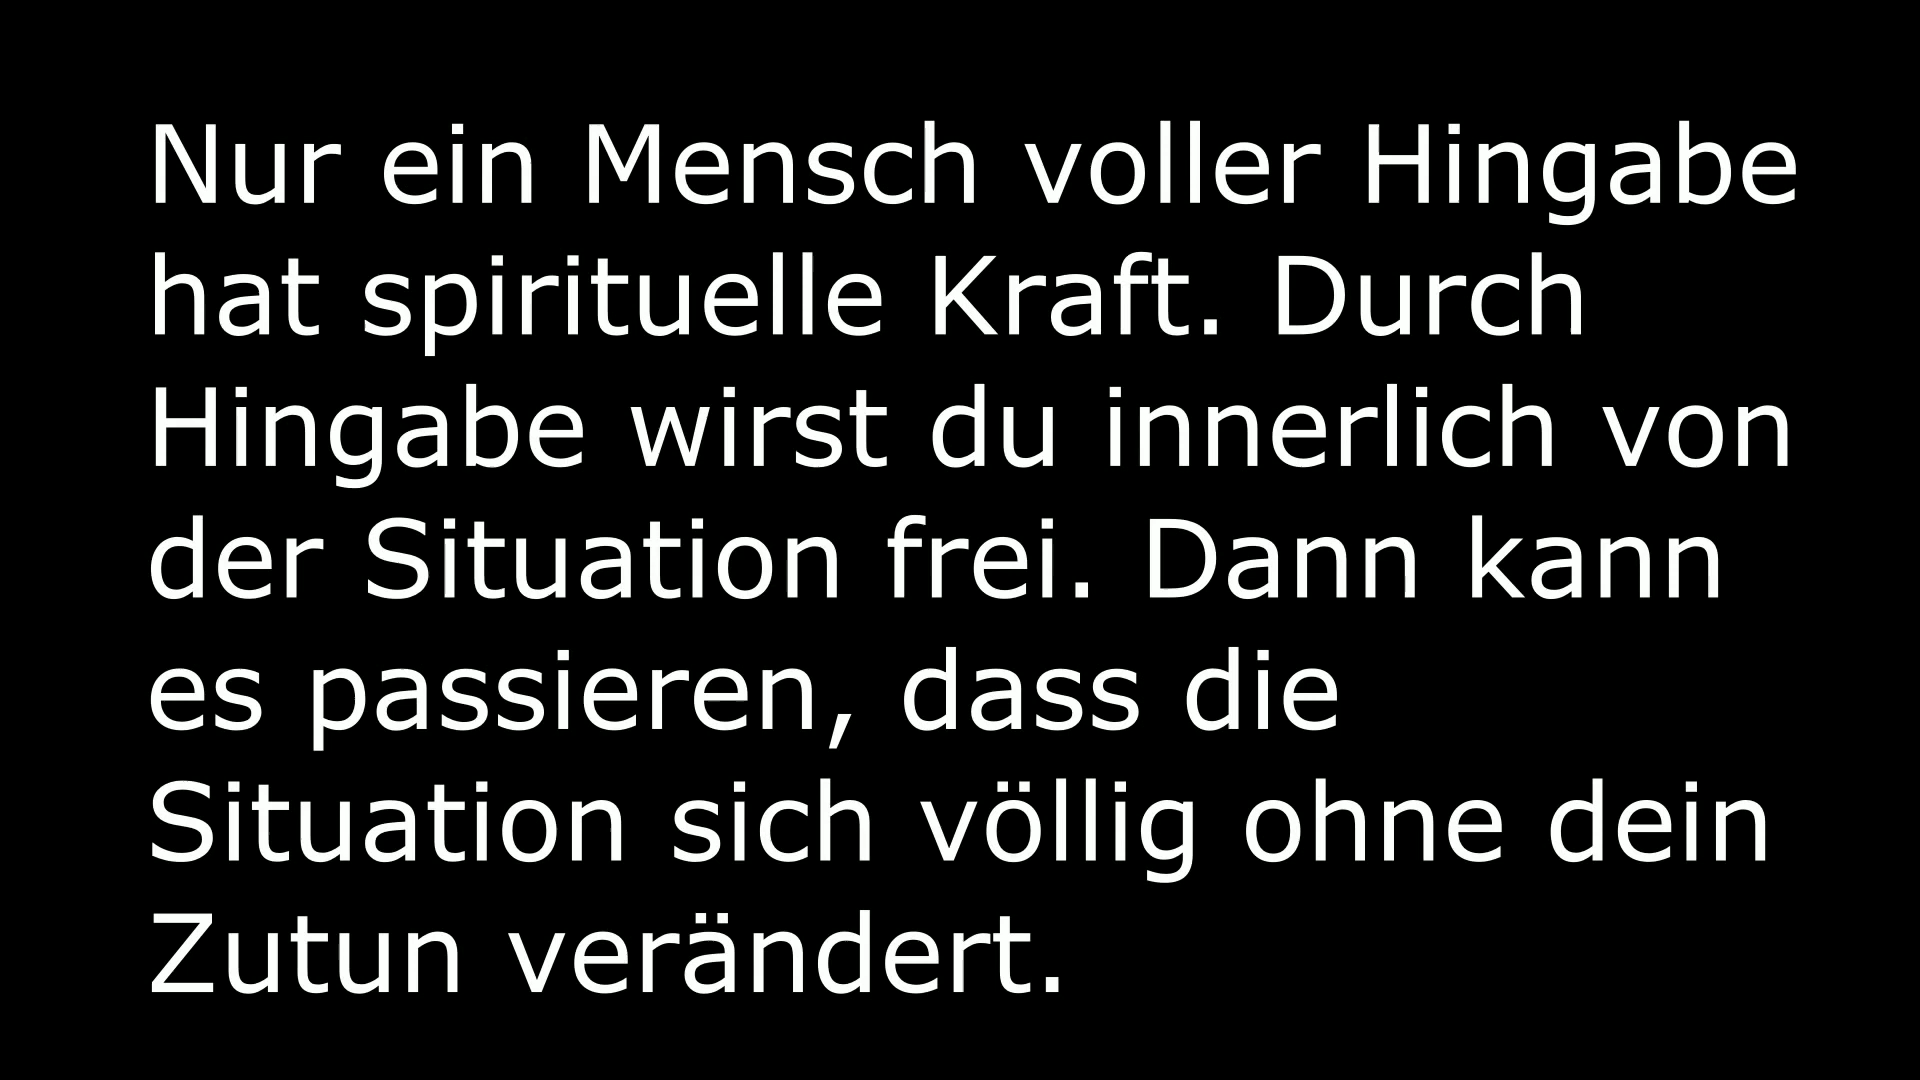 Nur ein Mensch voller Hingabe
hat spirituelle Kraft. Durch
Hingabe wirst du innerlich von
der Situation frei. Dann kann
es passieren, dass die
Situation sich völlig ohne dein
Zutun verändert.